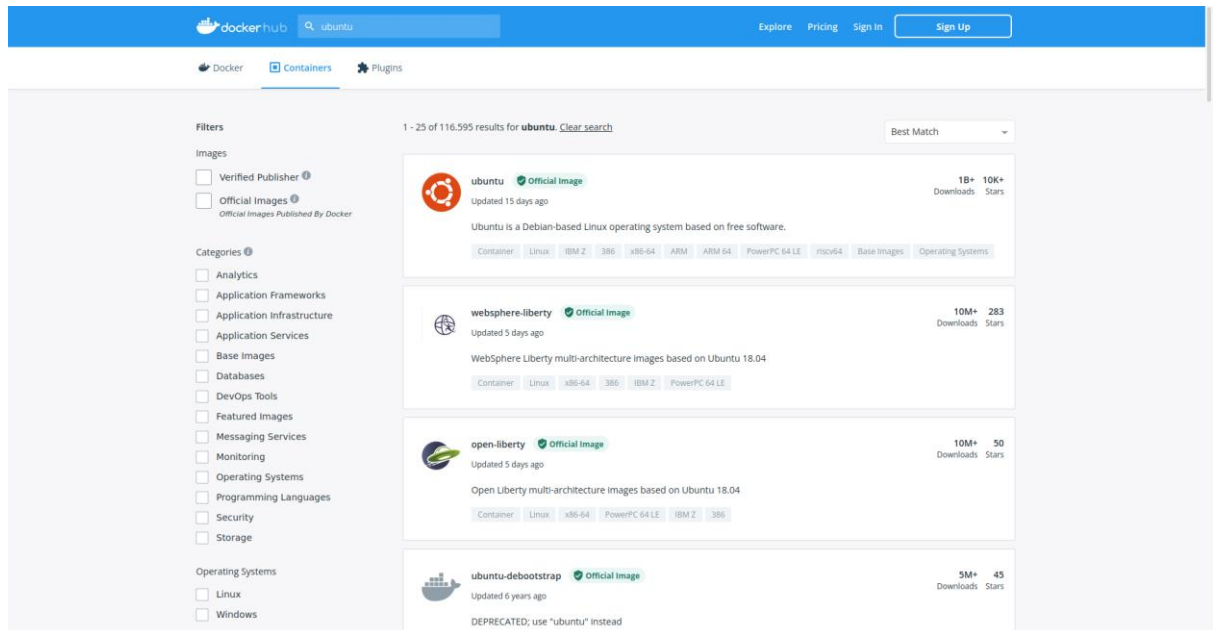 dockerhub ubuntu Explore Pricing Sign In Sign Up
Docker Containers Plugins
Filters
Images
Verified Publisher
Official Images
Official Images Published By Docker
Categories
Analytics
Application Frameworks
Application Infrastructure
Application Services
Base Images
Databases
DevOps Tools
Featured Images
Messaging Services
Monitoring
Operating Systems
Programming Languages
Security
Storage
Operating Systems
Linux
Windows
1 - 25 of 116.595 results for ubuntu. Clear search
Best Match
ubuntu Official Image
1B+ 10K+
Downloads Stars
Updated 15 days ago
Ubuntu is a Debian-based Linux operating system based on free software.
Container Linux IBM Z 386 x86-64 ARM ARM 64 PowerPC 64 LE riscv64 Base Images Operating Systems
websphere-liberty Official Image
10M+ 283
Downloads Stars
Updated 5 days ago
WebSphere Liberty multi-architecture images based on Ubuntu 18.04
Container Linux x86-64 386 IBM Z PowerPC 64 LE
open-liberty Official Image
10M+ 50
Downloads Stars
Updated 5 days ago
Open Liberty multi-architecture images based on Ubuntu 18.04
Container Linux x86-64 PowerPC 64 LE IBM Z 386
ubuntu-debootstrap Official Image
5M+ 45
Downloads Stars
Updated 6 years ago
DEPRECATED; use "ubuntu" instead